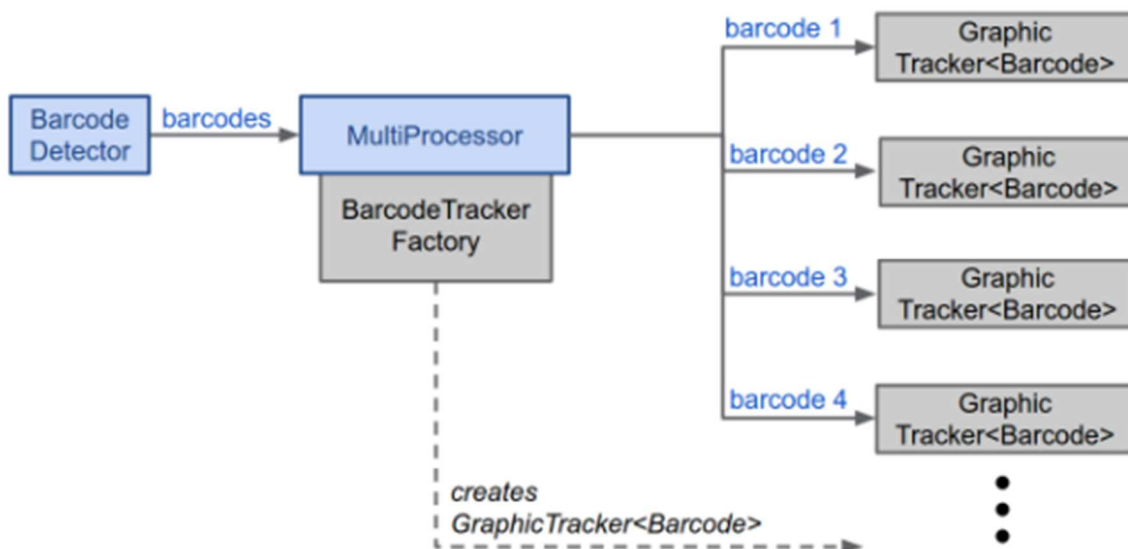 Barcode
Detector
barcodes
MultiProcessor
BarcodeTracker
Factory
barcode 1
Graphic
Tracker<Barcode>
barcode 2
Graphic
Tracker<Barcode>
barcode 3
Graphic
Tracker<Barcode>
barcode 4
Graphic
Tracker<Barcode>
creates
GraphicTracker<Barcode>